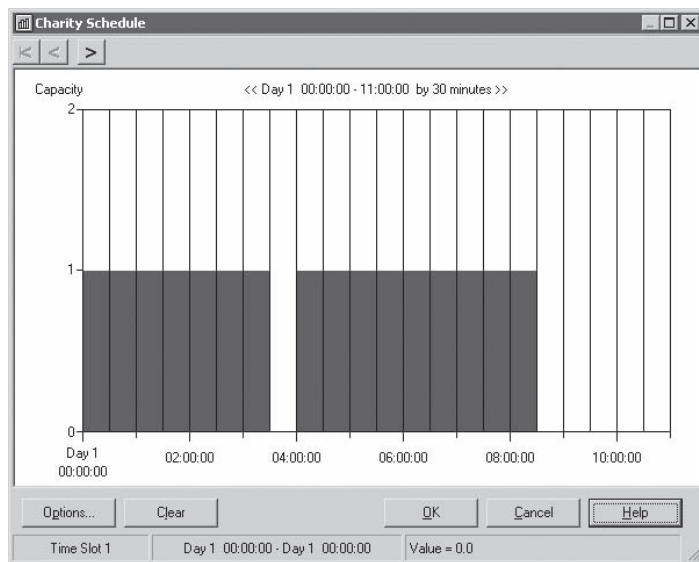 Charity Schedule
Capacity
<< Day 1 00:00:00 - 11:00:00 by 30 minutes >>
2
1
0
Day 1
00:00:00 02:00:00 04:00:00 06:00:00 08:00:00 10:00:00
Options... Clear OK Cancel Help
Time Slot 1 Day 1 00:00:00 - Day 1 00:00:00 Value = 0.0